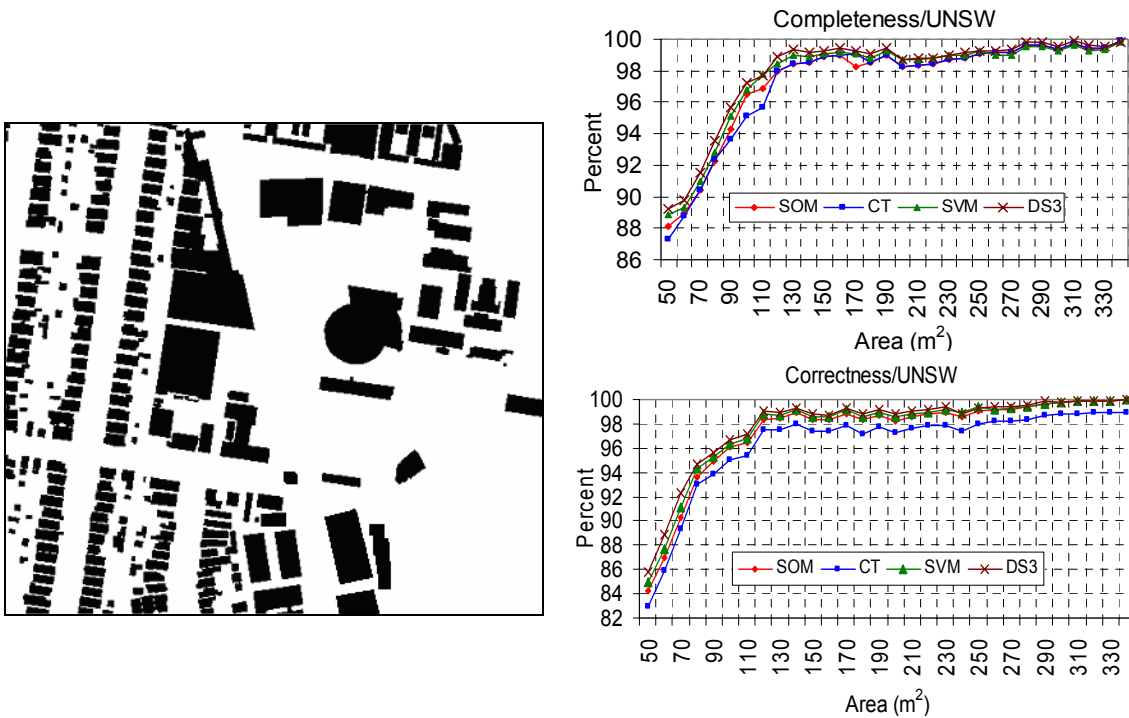 Completeness/UNSW
100
98
96
94
92
90
88
86
Percent
SOM CT SVM DS3
50 70 90 110 130 150 170 190 210 230 250 270 290 310 330
Area (m²)
Correctness/UNSW
100
98
96
94
92
90
88
86
84
82
Percent
SOM CT SVM DS3
50 70 90 110 130 150 170 190 210 230 250 270 290 310 330
Area (m²)